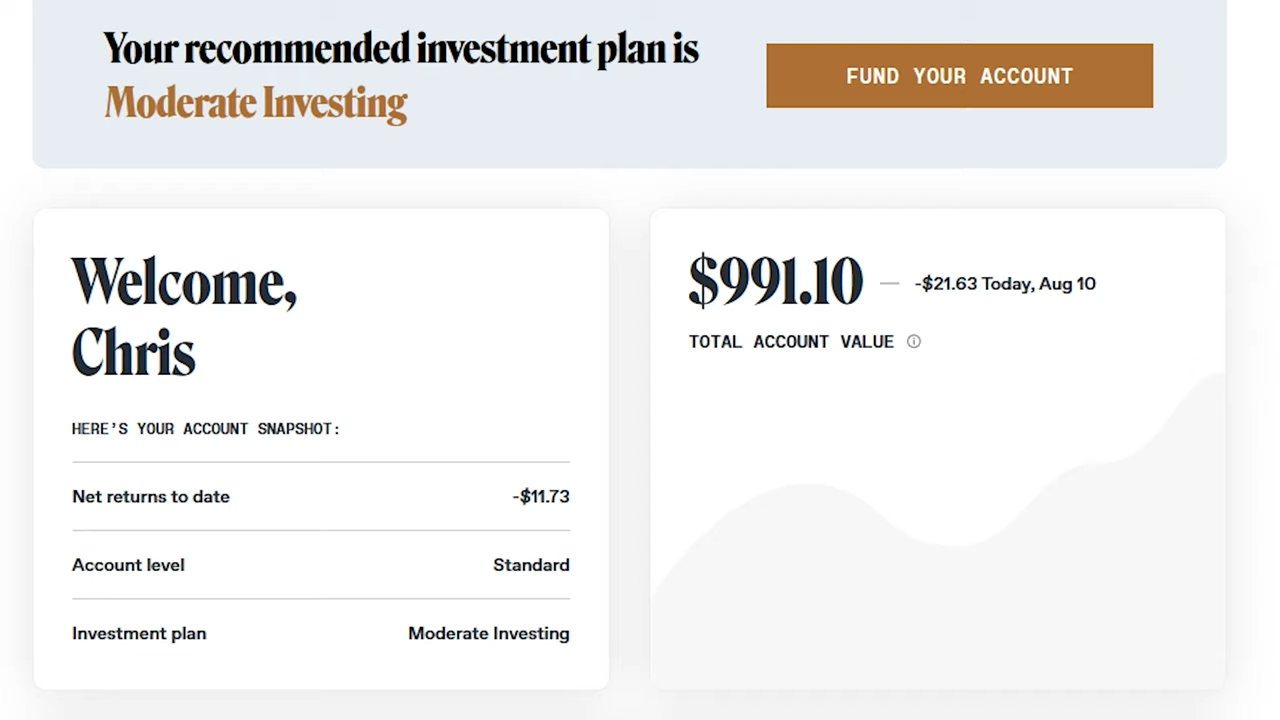 Your recommended investment plan is
Moderate Investing
FUND YOUR ACCOUNT
Welcome,
Chris
HERE'S YOUR ACCOUNT SNAPSHOT:
Net returns to date -$11.73
Account level Standard
Investment plan Moderate Investing
$991.10 — -$21.63 Today, Aug 10
TOTAL ACCOUNT VALUE